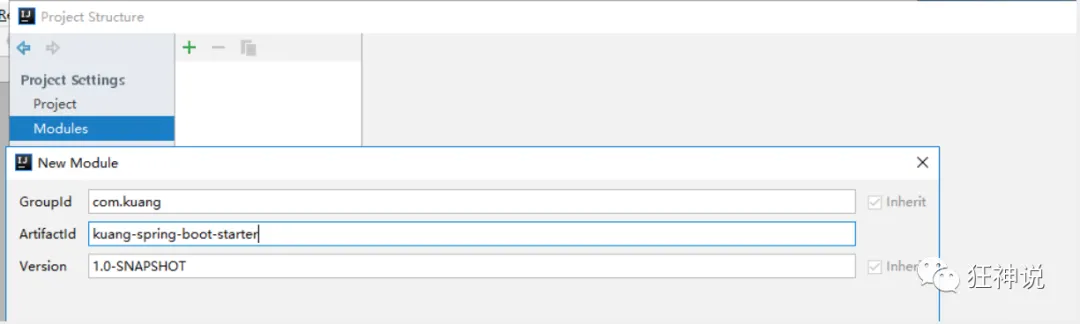 Project Structure
Project Settings
Project
Modules
New Module
GroupId com.kuang Inherit
ArtifactId kuang-spring-boot-starter
Version 1.0-SNAPSHOT
狂神说